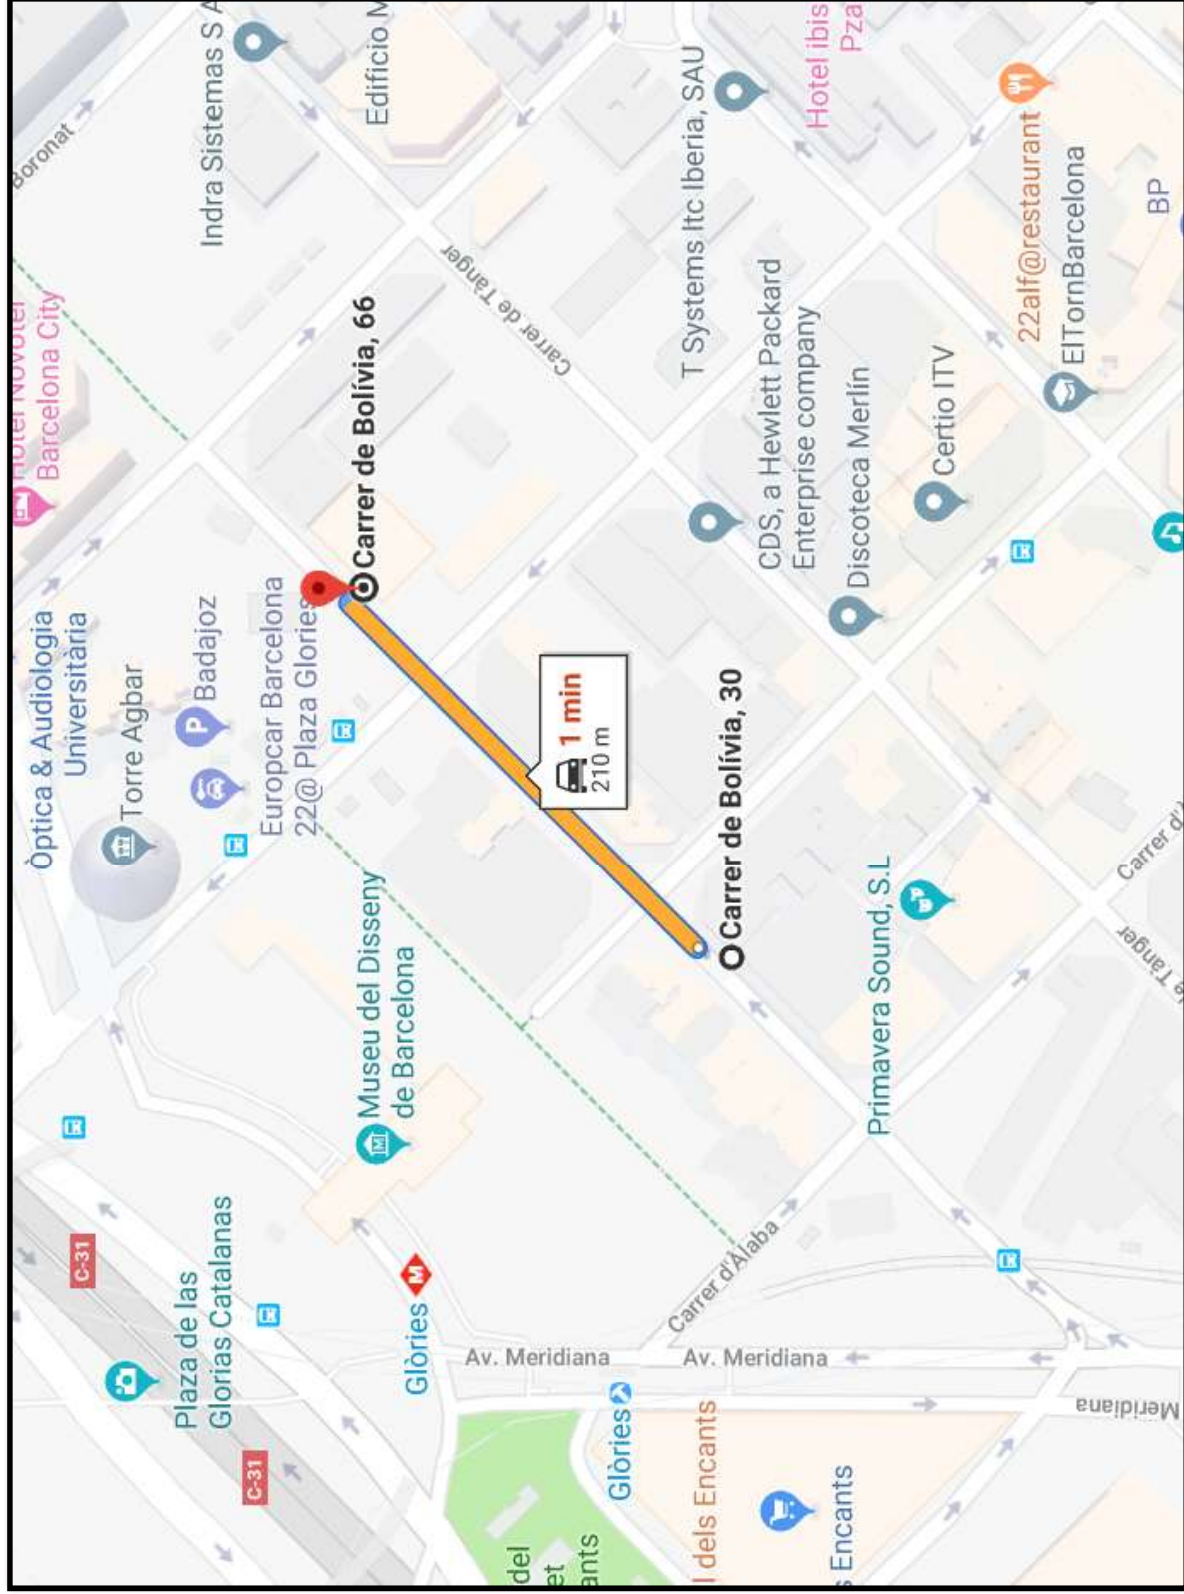 Boronat
Indra Sistemas S A
Edificio M
Hotel Novotel
Barcelona City
Carrer de Bolívia, 66
Carrer de Tànger
T Systems Itc Iberia, SAU
Hotel ibis
Pza
22alf@restaurant
ElTornBarcelona
BP
CDS, a Hewlett Packard
Enterprise company
Discoteca Merlín
Certio ITV
Òptica & Audiologia
Universitària
Torre Agbar
P
Badajoz
Europcar Barcelona
22@ Plaza Glories
1 min
210 m
Carrer de Bolívia, 30
Museu del Disseny
de Barcelona
M
Primavera Sound, S.L
Carrer d'
de Tànger
C-31
Plaza de las
Glorias Catalanas
C-31
Glòries
M
Av. Meridiana
Av. Meridiana
Carrer d'Àlaba
Meridiana
Glòries
l dels Encants
s Encants
del
et
ants